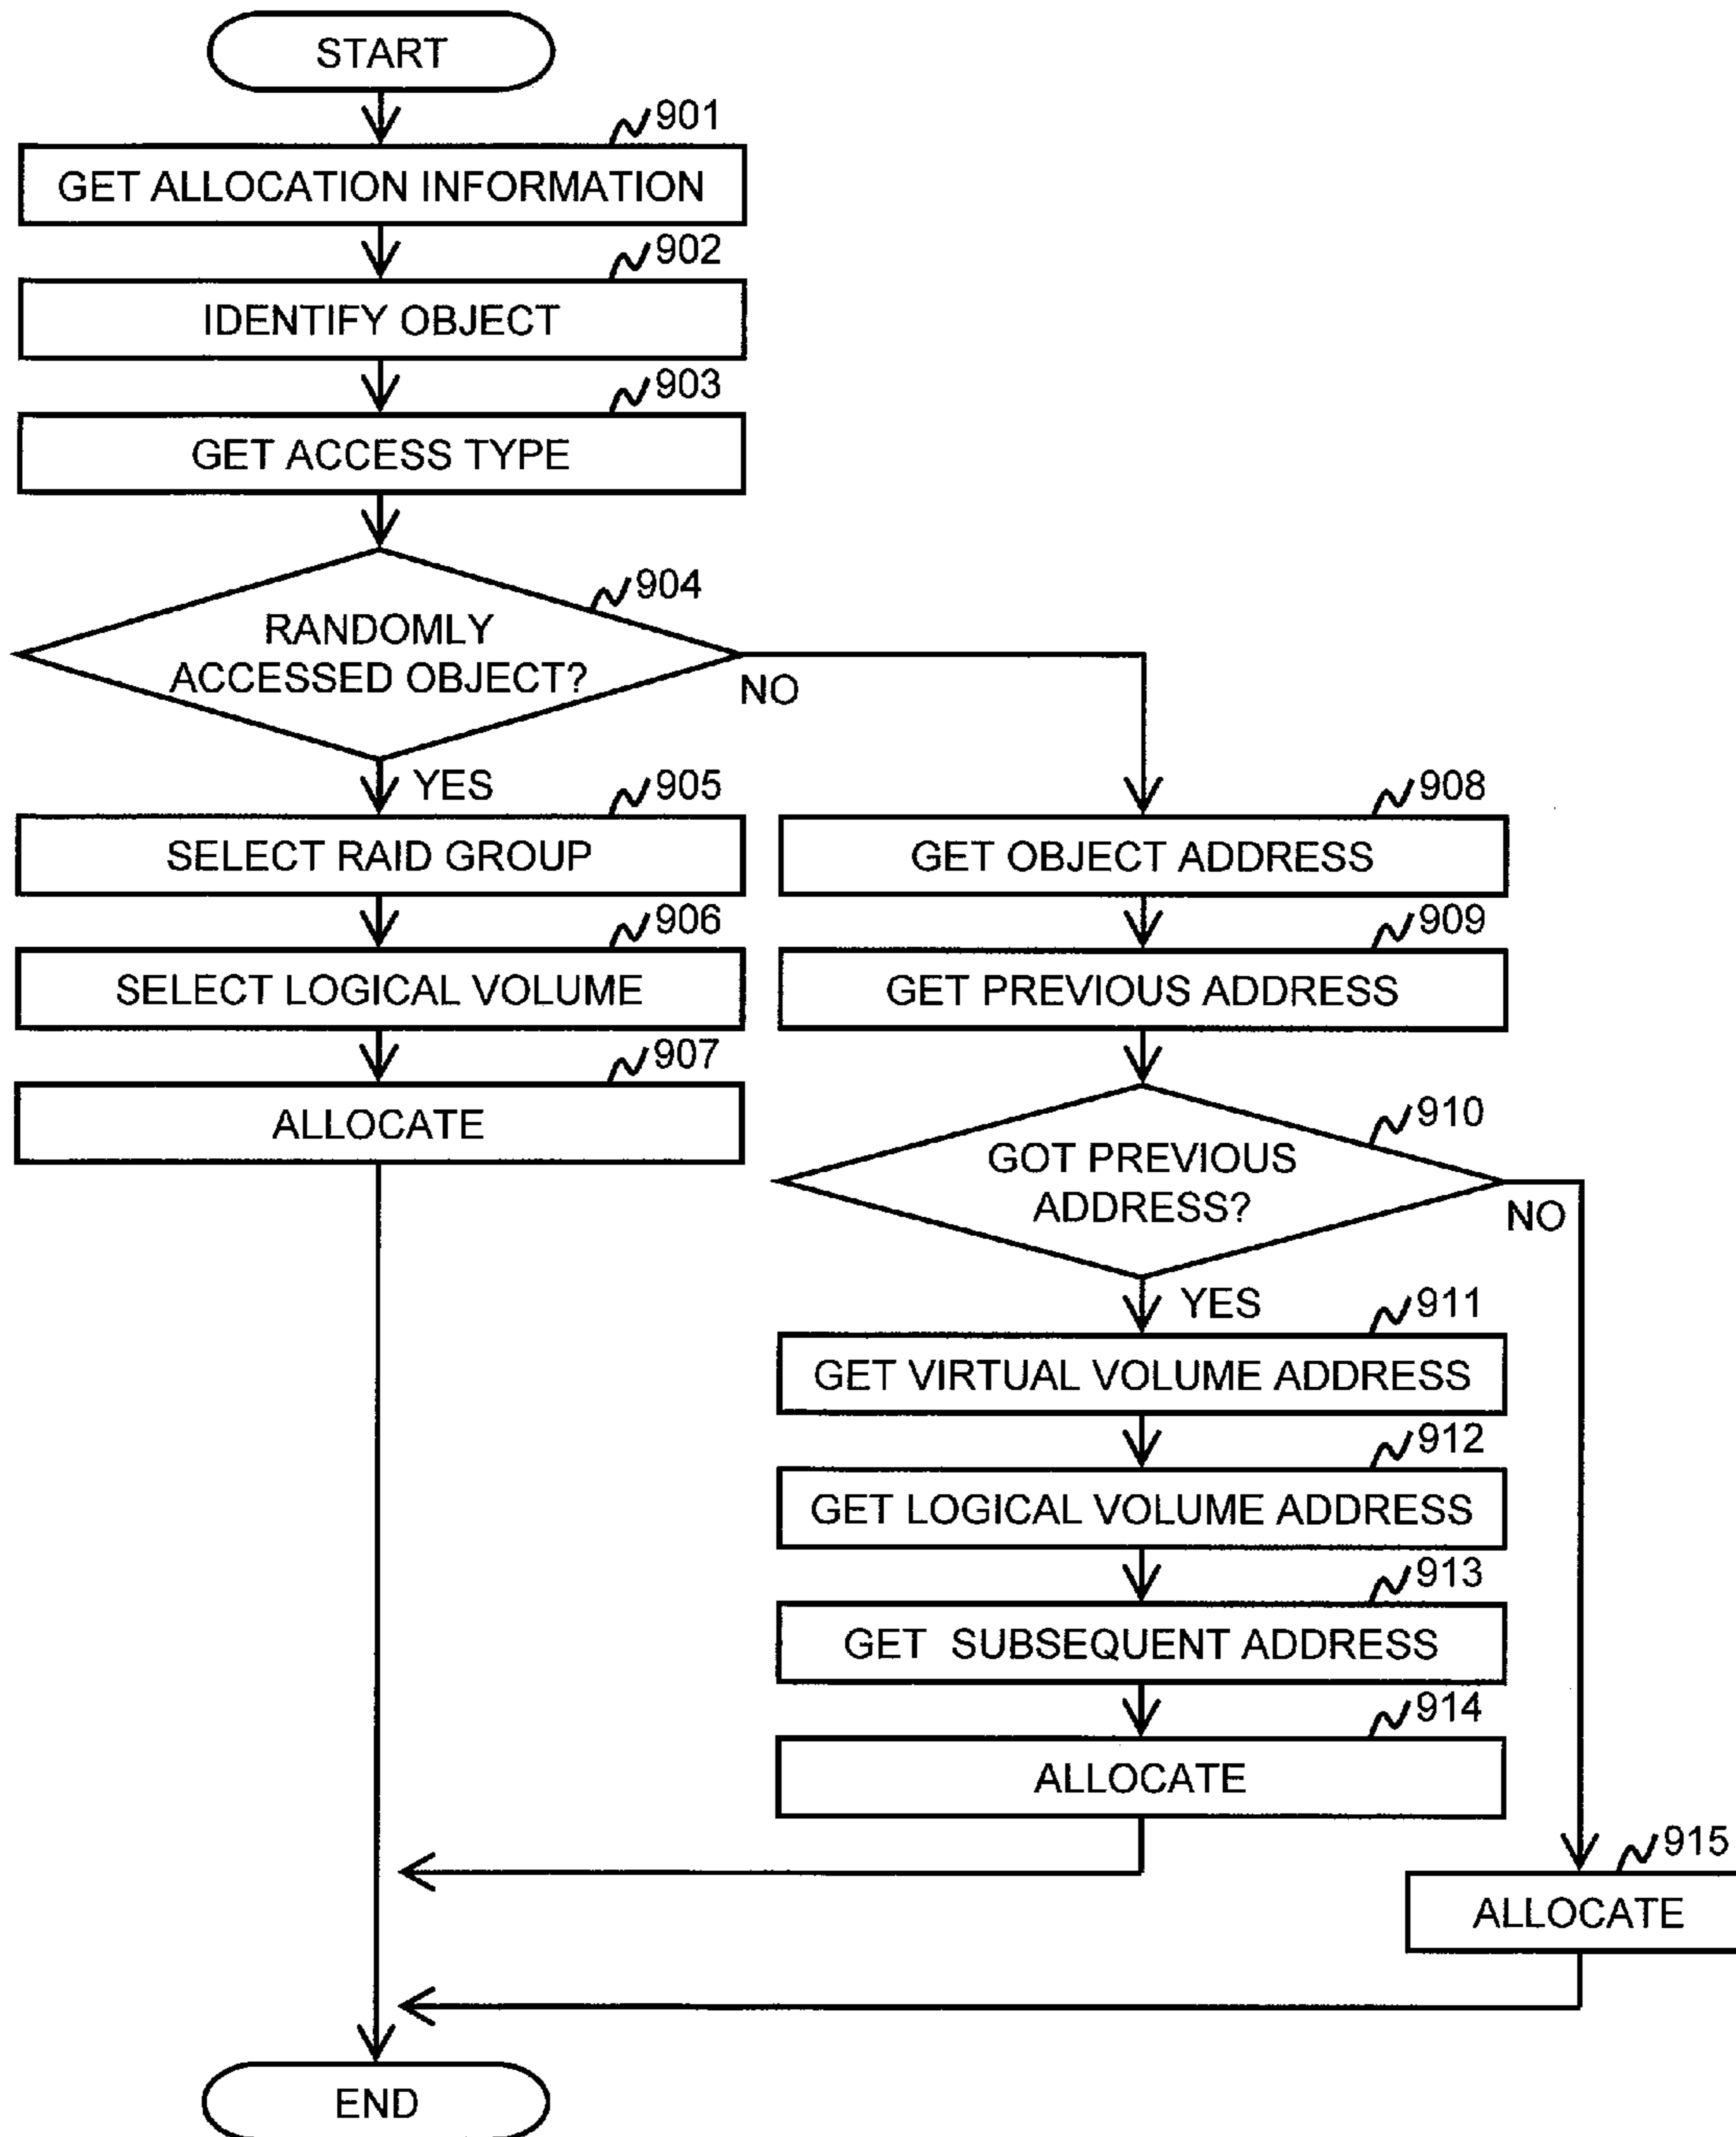 START
901
GET ALLOCATION INFORMATION
902
IDENTIFY OBJECT
903
GET ACCESS TYPE
904
RANDOMLY
ACCESSED OBJECT?
NO
YES
905
SELECT RAID GROUP
906
SELECT LOGICAL VOLUME
907
ALLOCATE
908
GET OBJECT ADDRESS
909
GET PREVIOUS ADDRESS
910
GOT PREVIOUS
ADDRESS?
NO
YES
911
GET VIRTUAL VOLUME ADDRESS
912
GET LOGICAL VOLUME ADDRESS
913
GET SUBSEQUENT ADDRESS
914
ALLOCATE
915
ALLOCATE
END